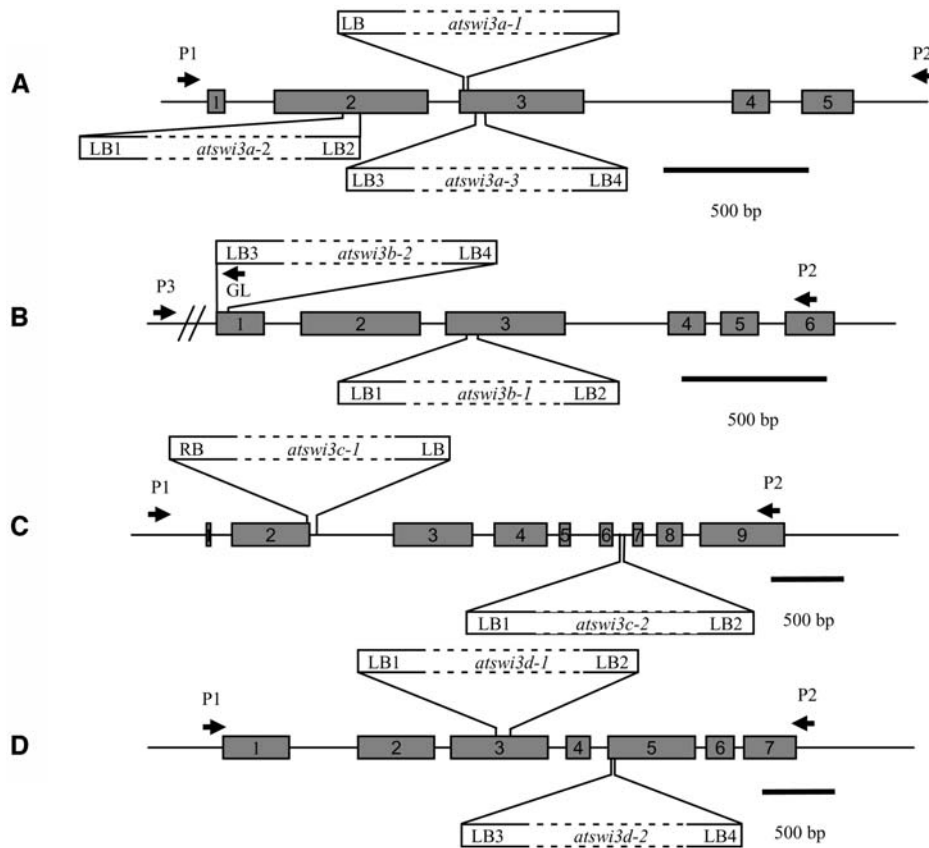 LB atswi3a-1
P1 P2
A
1 2 3 4 5
LB1 atswi3a-2 LB2
LB3 atswi3a-3 LB4
500 bp
LB3 atswi3b-2 LB4
P3 GL P2
B
1 2 3 4 5 6
LB1 atswi3b-1 LB2
500 bp
RB atswi3c-1 LB
P1 P2
C
2 3 4 5 6 7 8 9
LB1 atswi3c-2 LB2
500 bp
LB1 atswi3d-1 LB2
P1 P2
D
1 2 3 4 5 6 7
LB3 atswi3d-2 LB4
500 bp